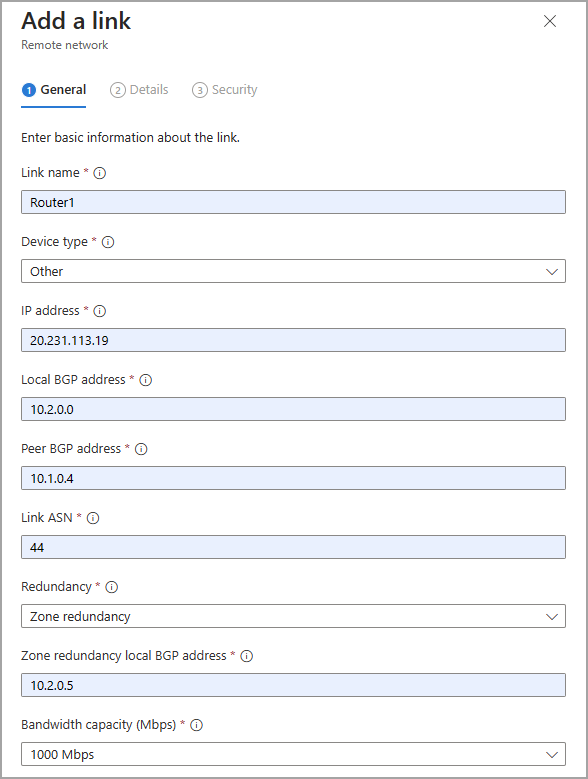 Add a link
Remote network
1 General 2 Details 3 Security
Enter basic information about the link.
Link name *
Router1
Device type *
Other
IP address *
20.231.113.19
Local BGP address *
10.2.0.0
Peer BGP address *
10.1.0.4
Link ASN *
44
Redundancy *
Zone redundancy
Zone redundancy local BGP address *
10.2.0.5
Bandwidth capacity (Mbps) *
1000 Mbps